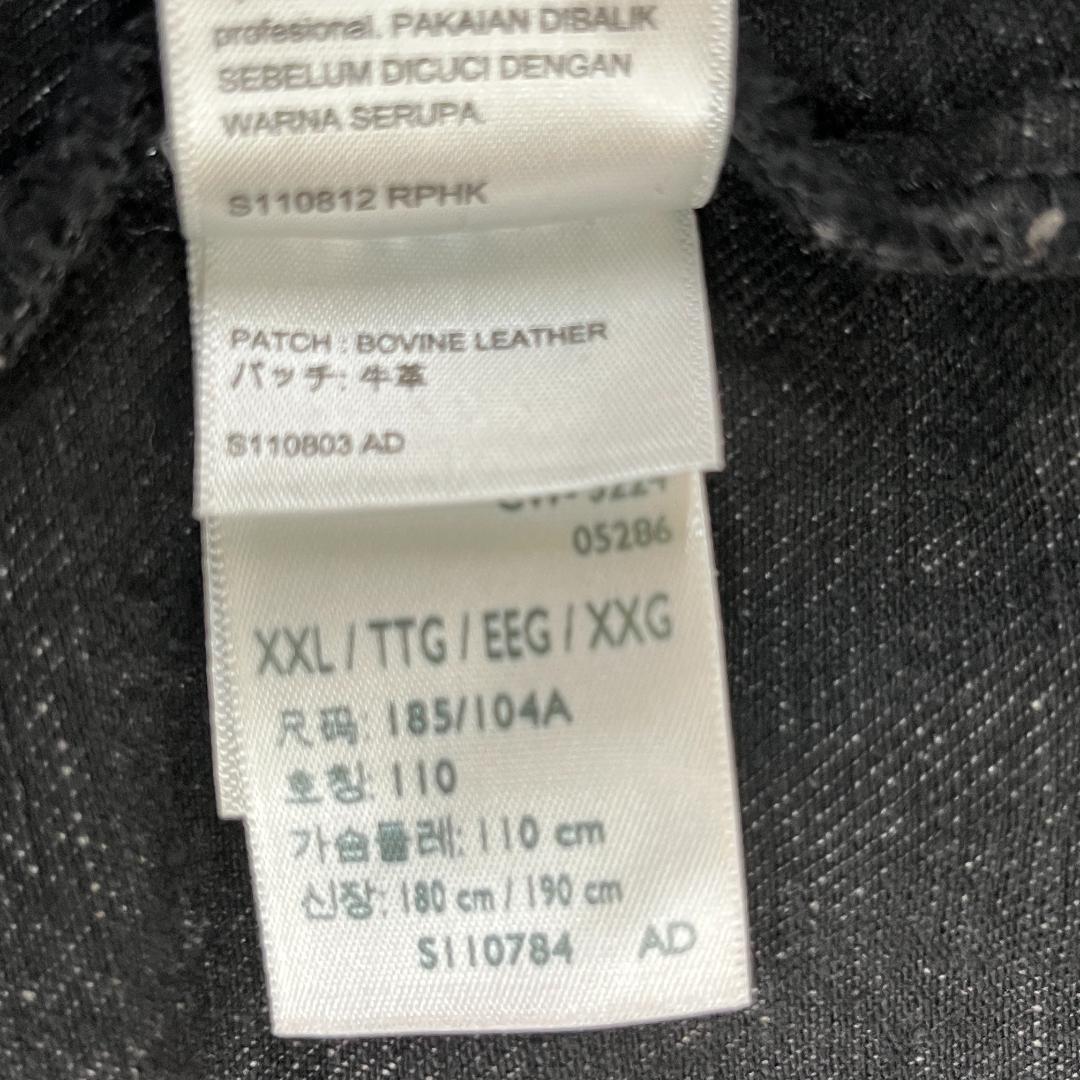 profesional. PAKAIAN DIBALIK
SEBELUM DICUCI DENGAN
WARNA SERUPA.
S110812 RPHK
PATCH : BOVINE LEATHER
パッチ: 牛革
S110803 AD
05286
XXL / TTG / EEG / XXG
尺码: 185/104A
호칭: 110
가슴둘레: 110 cm
신장: 180 cm / 190 cm
S110784 AD